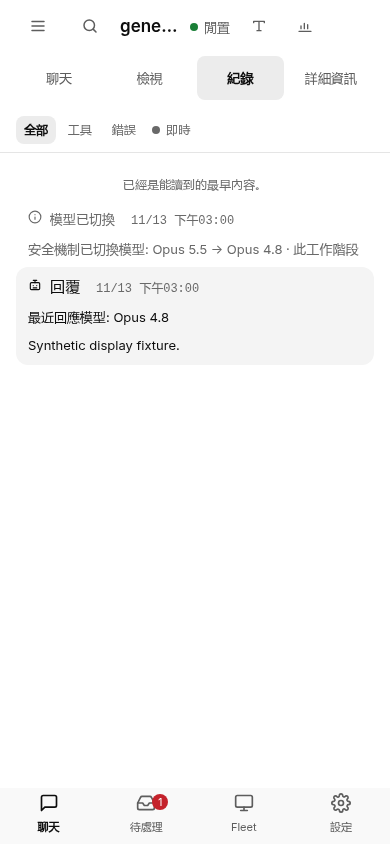 gene… 閒置
聊天 檢視 紀錄 詳細資訊
全部 工具 錯誤 即時
已經是能讀到的最早內容。
模型已切換 11/13 下午03:00
安全機制已切換模型: Opus 5.5 → Opus 4.8 · 此工作階段
回覆 11/13 下午03:00
最近回應模型: Opus 4.8
Synthetic display fixture.
1
聊天 待處理 Fleet 設定